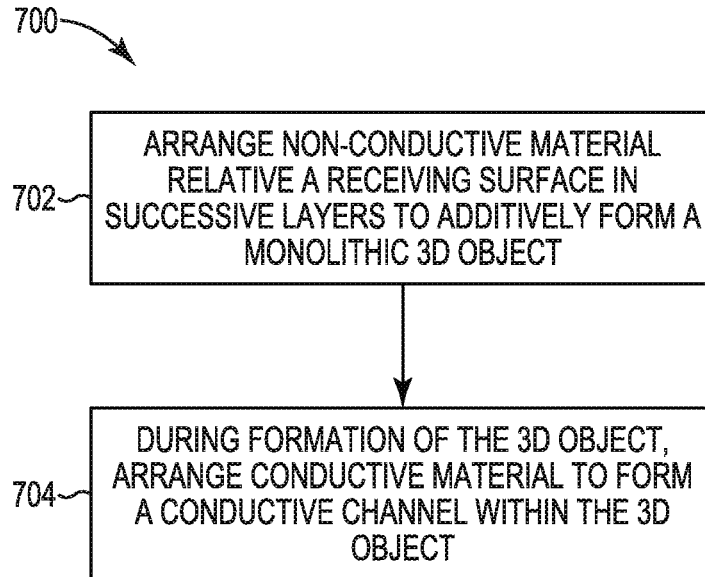 700
702
ARRANGE NON-CONDUCTIVE MATERIAL
RELATIVE A RECEIVING SURFACE IN
SUCCESSIVE LAYERS TO ADDITIVELY FORM A
MONOLITHIC 3D OBJECT
704
DURING FORMATION OF THE 3D OBJECT,
ARRANGE CONDUCTIVE MATERIAL TO FORM
A CONDUCTIVE CHANNEL WITHIN THE 3D
OBJECT